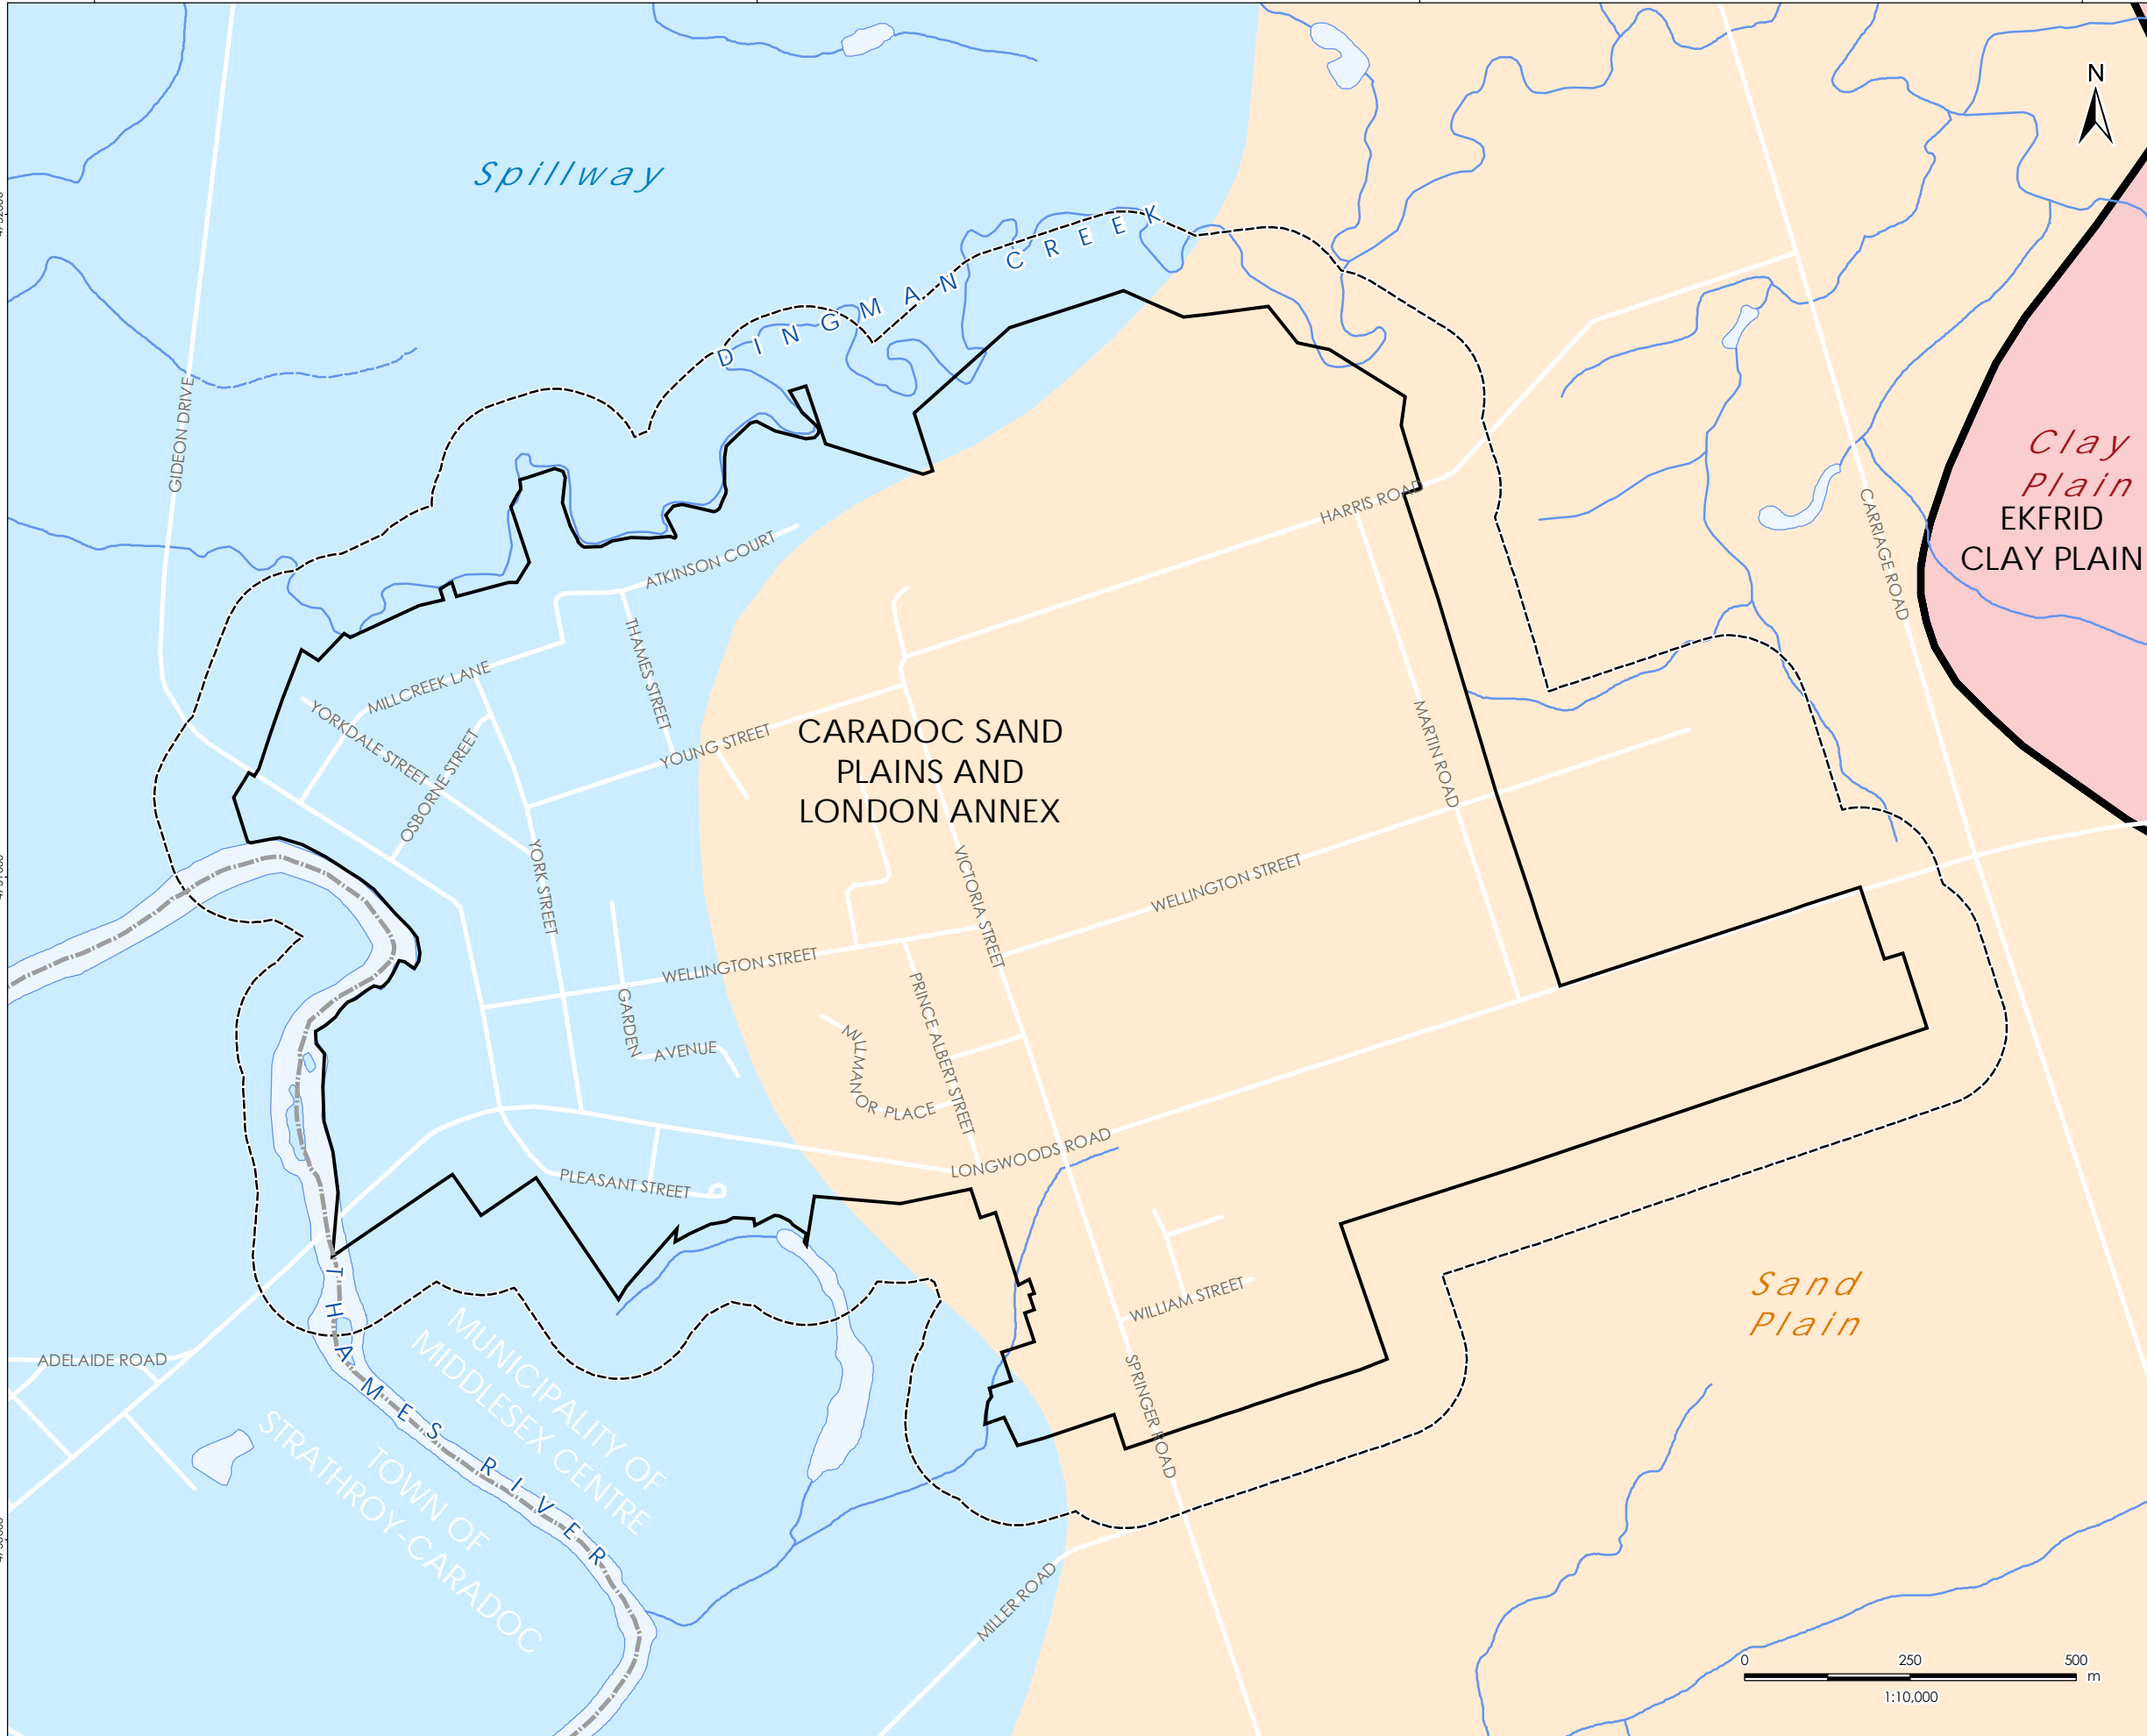 N
Spillway
DINGMAN CREEK
GIDEON DRIVE
Clay
Plain
EKFRID
CLAY PLAIN
HARRIS ROAD
CARRIAGE ROAD
ATKINSON COURT
THAMES STREET
MILLCREEK LANE
YORKDALE STREET
OSBORNE STREET
YOUNG STREET
CARADOC SAND
PLAINS AND
LONDON ANNEX
MARTIN ROAD
YORK STREET
VICTORIA STREET
WELLINGTON STREET
WELLINGTON STREET
GARDEN AVENUE
PRINCE ALBERT STREET
MILLMANOR PLACE
LONGWOODS ROAD
PLEASANT STREET
WILLIAM STREET
Sand
Plain
SPRINGER ROAD
ADELAIDE ROAD
THAMES RIVER
MUNICIPALITY OF
MIDDLESEX CENTRE
TOWN OF
STRATHROY-CARADOC
MILLER ROAD
0 250 500
m
1:10,000